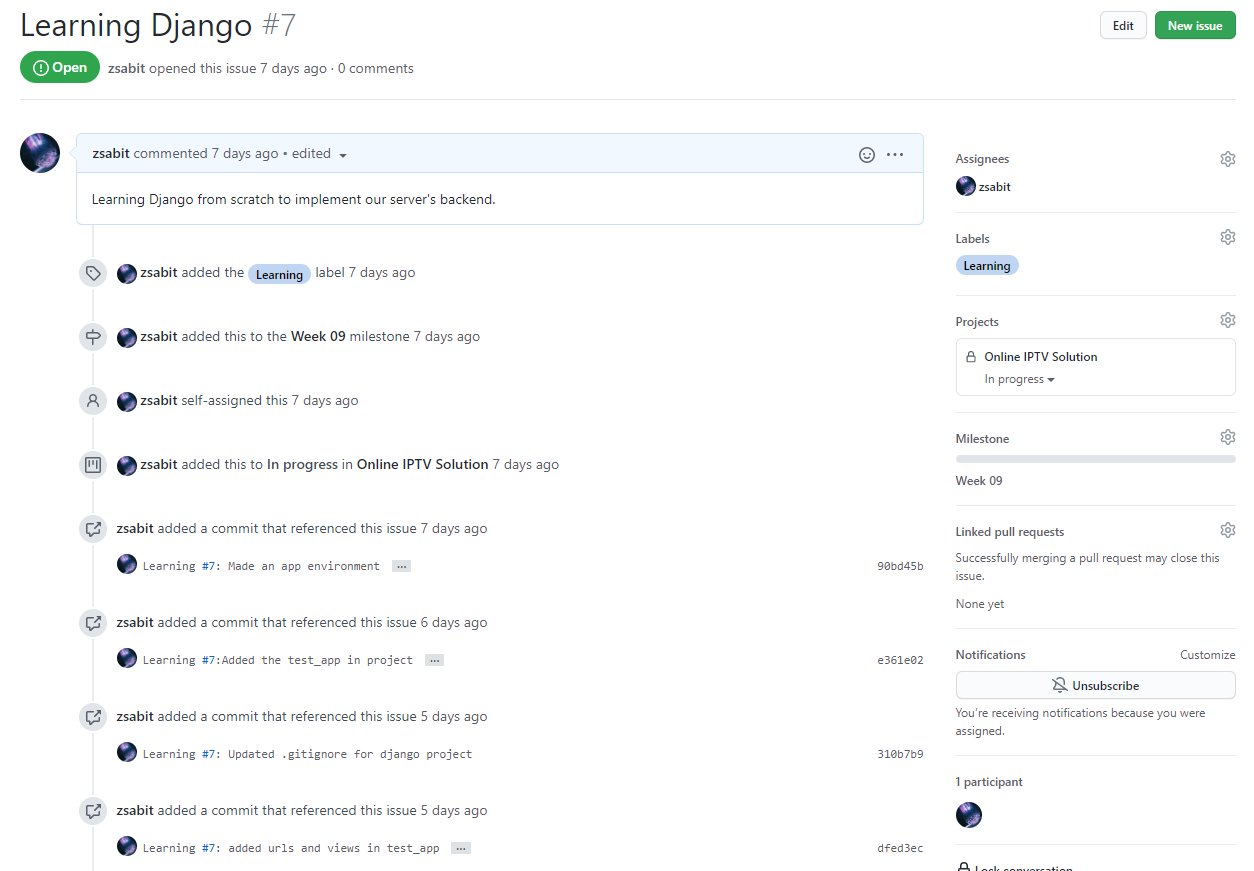 Learning Django #7
Edit
New issue
Open
zsabit opened this issue 7 days ago · 0 comments
zsabit commented 7 days ago • edited
Learning Django from scratch to implement our server's backend.
zsabit added the Learning label 7 days ago
zsabit added this to the Week 09 milestone 7 days ago
zsabit self-assigned this 7 days ago
zsabit added this to In progress in Online IPTV Solution 7 days ago
zsabit added a commit that referenced this issue 7 days ago
Learning #7: Made an app environment ... 90bd45b
zsabit added a commit that referenced this issue 6 days ago
Learning #7:Added the test_app in project ... e361e02
zsabit added a commit that referenced this issue 5 days ago
Learning #7: Updated .gitignore for django project 310b7b9
zsabit added a commit that referenced this issue 5 days ago
Learning #7: added urls and views in test_app ... dfed3ec
Assignees
zsabit
Labels
Learning
Projects
Online IPTV Solution
In progress
Milestone
Week 09
Linked pull requests
Successfully merging a pull request may close this
issue.
None yet
Notifications
Customize
Unsubscribe
You're receiving notifications because you were
assigned.
1 participant
Lock conversation